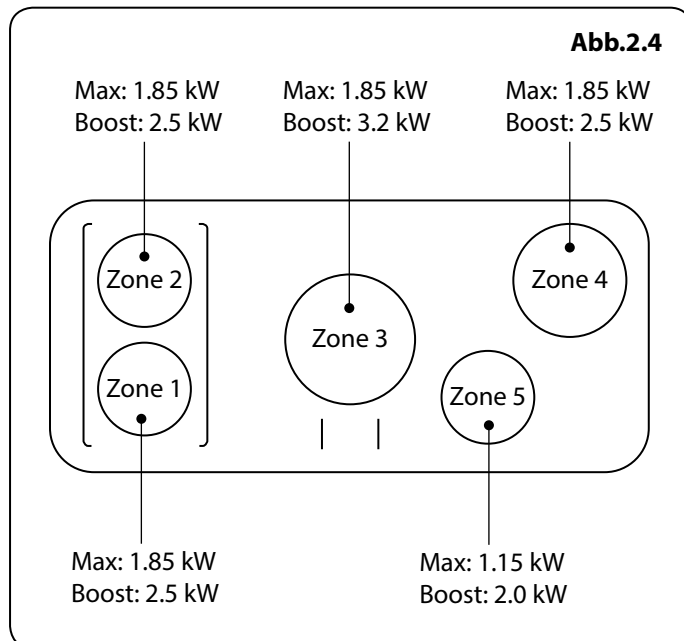 Abb.2.4
Max: 1.85 kW
Boost: 2.5 kW
Max: 1.85 kW
Boost: 3.2 kW
Max: 1.85 kW
Boost: 2.5 kW
Zone 2
Zone 4
Zone 3
Zone 1
Zone 5
Max: 1.85 kW
Boost: 2.5 kW
Max: 1.15 kW
Boost: 2.0 kW